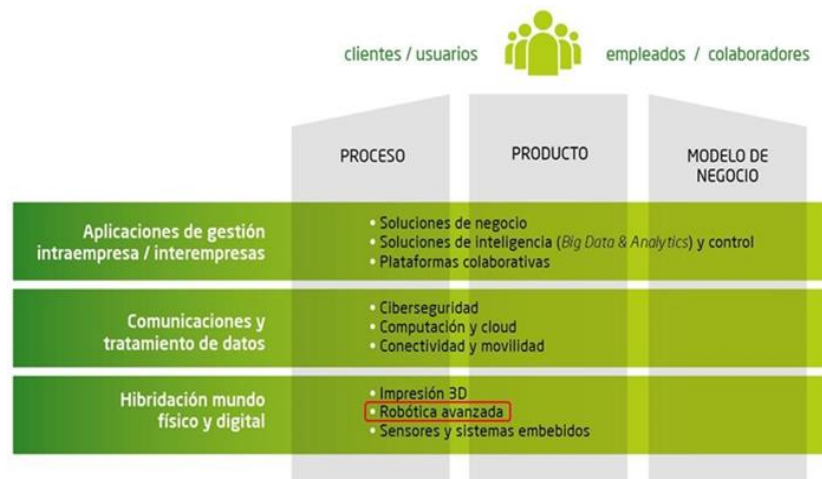 clientes / usuarios
empleados / colaboradores
PROCESO
PRODUCTO
MODELO DE
NEGOCIO
Aplicaciones de gestión
intraempresa / interempresas
• Soluciones de negocio
• Soluciones de inteligencia (Big Data & Analytics) y control
• Plataformas colaborativas
Comunicaciones y
tratamiento de datos
• Ciberseguridad
• Computación y cloud
• Conectividad y movilidad
Hibridación mundo
físico y digital
• Impresión 3D
• Robótica avanzada
• Sensores y sistemas embebidos